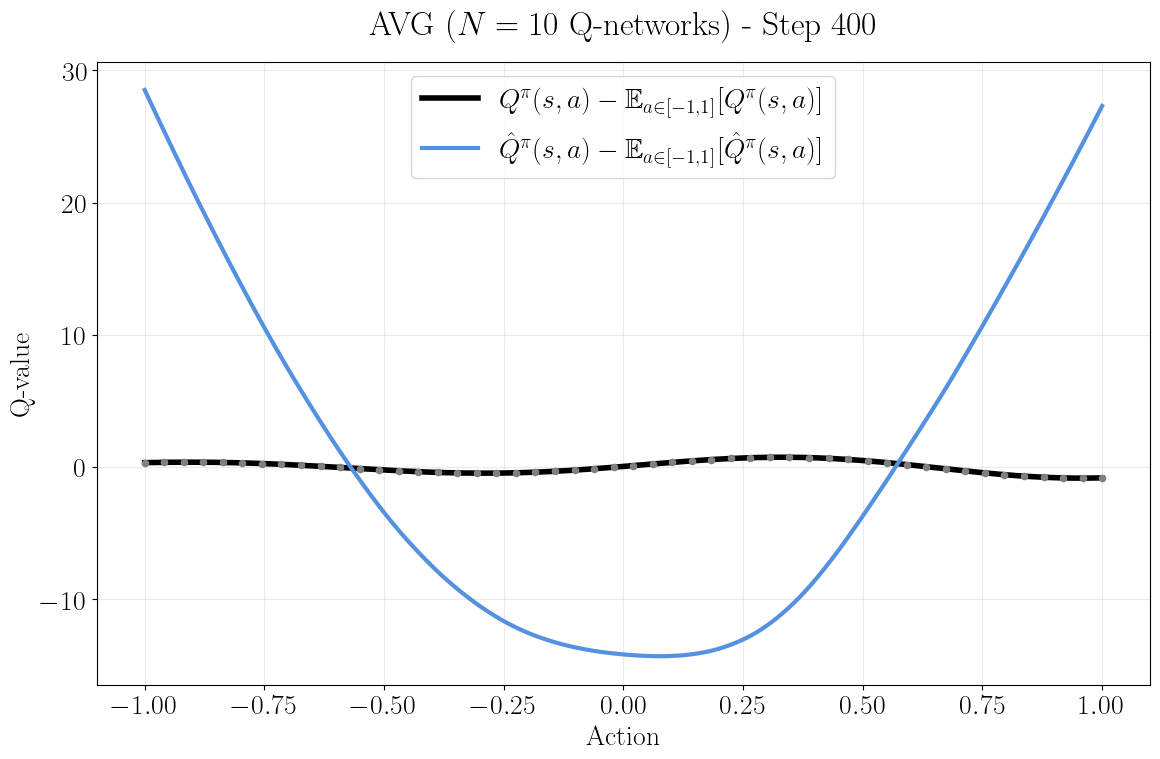 AVG ($N = 10$ Q-networks) - Step 400
$Q^{\pi}(s, a) - \mathbb{E}_{a \in [-1,1]}[Q^{\pi}(s, a)]$
$\hat{Q}^{\pi}(s, a) - \mathbb{E}_{a \in [-1,1]}[\hat{Q}^{\pi}(s, a)]$
Q-value
30
20
10
0
−10
−1.00 −0.75 −0.50 −0.25 0.00 0.25 0.50 0.75 1.00
Action